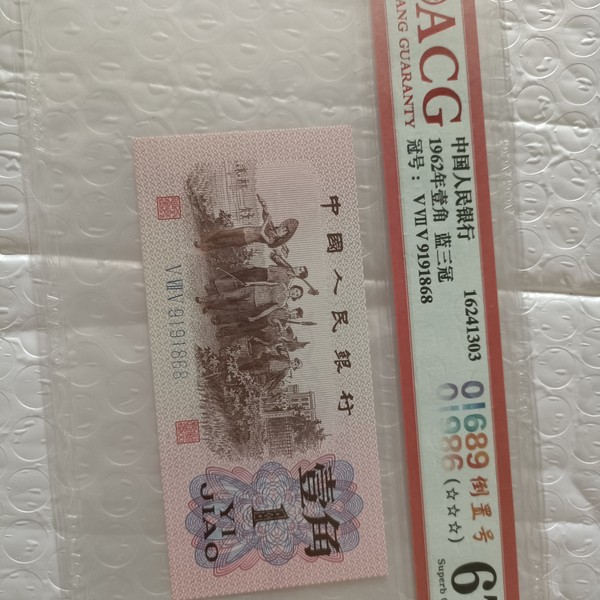 ACG
ANG GUARANTY
中国人民银行
1962年壹角 蓝三冠
冠号：V Ⅶ V 9191868
16241303
01689
01986
倒置号
(☆☆☆)
6
Superb
中國人民銀行
V Ⅷ V 9191868
壹角
1
YI
JIAO